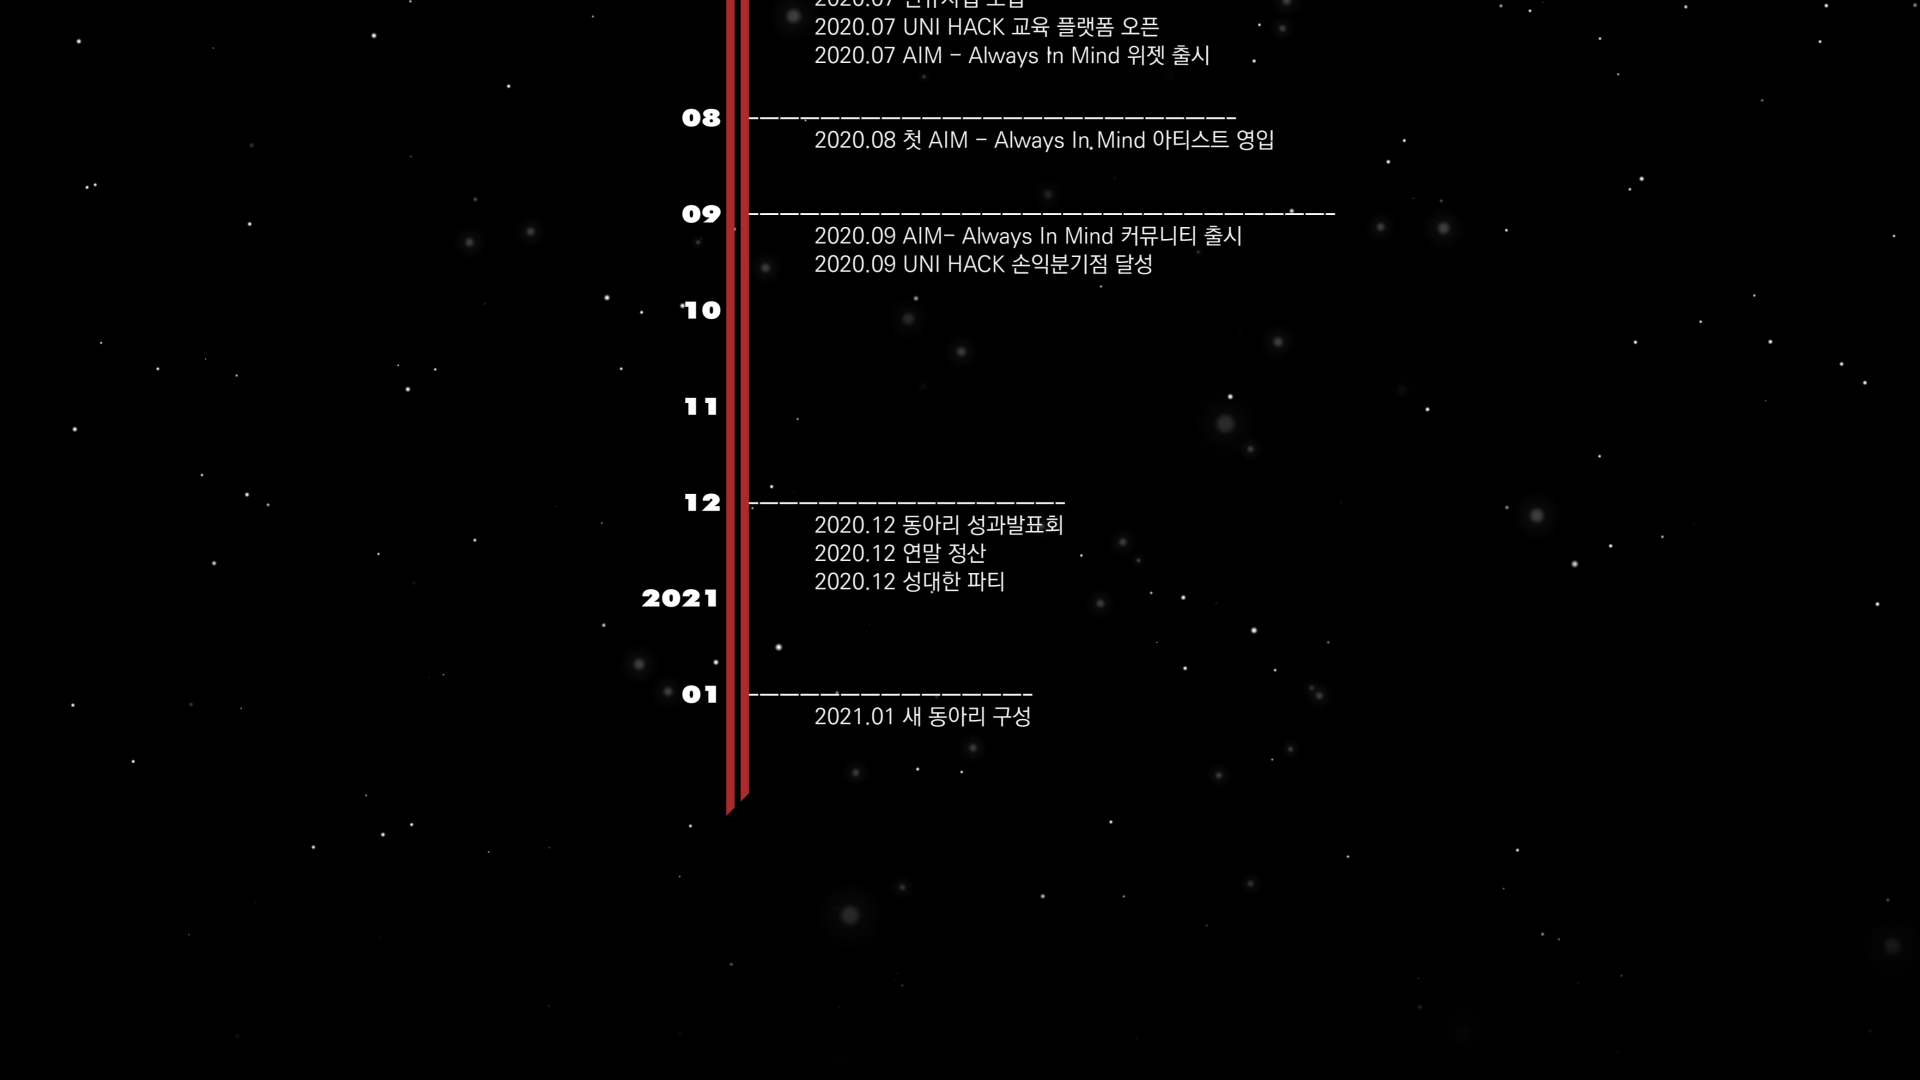 2020.07
2020.07 UNI HACK 교육 플랫폼 오픈
2020.07 AIM - Always In Mind 위젯 출시
08
2020.08 첫 AIM - Always In Mind 아티스트 영입
09
2020.09 AIM- Always In Mind 커뮤니티 출시
2020.09 UNI HACK 손익분기점 달성
10
11
12
2020.12 동아리 성과발표회
2020.12 연말 정산
2020.12 성대한 파티
2021
01
2021.01 새 동아리 구성